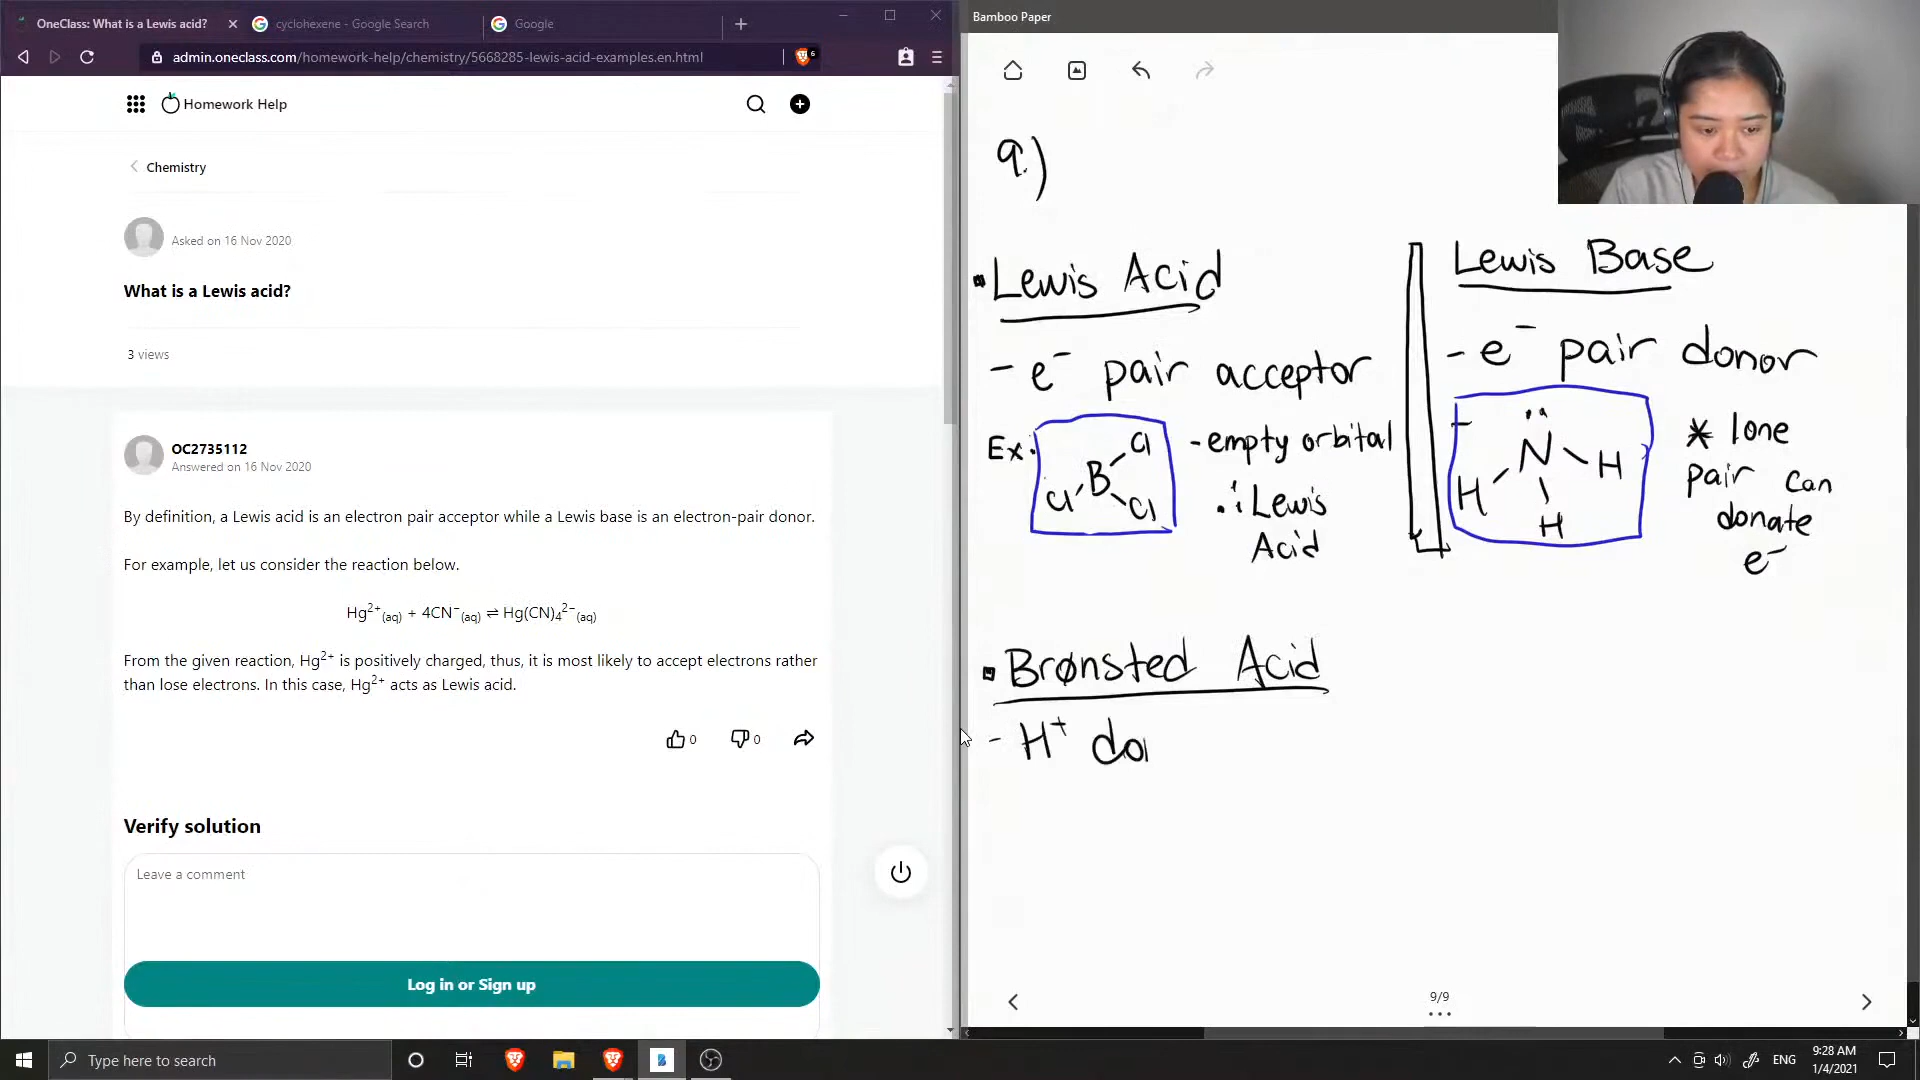 OneClass: What is a Lewis acid?
cyclohexene - Google Search
Google
admin.oneclass.com/homework-help/chemistry/5668285-lewis-acid-examples.en.html
6
Homework Help
Chemistry
Asked on 16 Nov 2020
What is a Lewis acid?
3 views
OC2735112
Answered on 16 Nov 2020
By definition, a Lewis acid is an electron pair acceptor while a Lewis base is an electron-pair donor.
For example, let us consider the reaction below.
Hg²⁺(aq) + 4CN⁻(aq) ⇌ Hg(CN)₄²⁻(aq)
From the given reaction, Hg²⁺ is positively charged, thus, it is most likely to accept electrons rather
than lose electrons. In this case, Hg²⁺ acts as Lewis acid.
0
0
Verify solution
Leave a comment
Log in or Sign up
Bamboo Paper
9.)
▪ Lewis Acid
- e⁻ pair acceptor
Ex:
Cl
B
Cl
Cl
- empty orbital
∴ Lewis
Acid
Lewis Base
- e⁻ pair donor
N
H
H
H
* lone
pair can
donate
e⁻
▪ Brønsted Acid
- H⁺ do
9/9
Type here to search
ENG
9:28 AM
1/4/2021